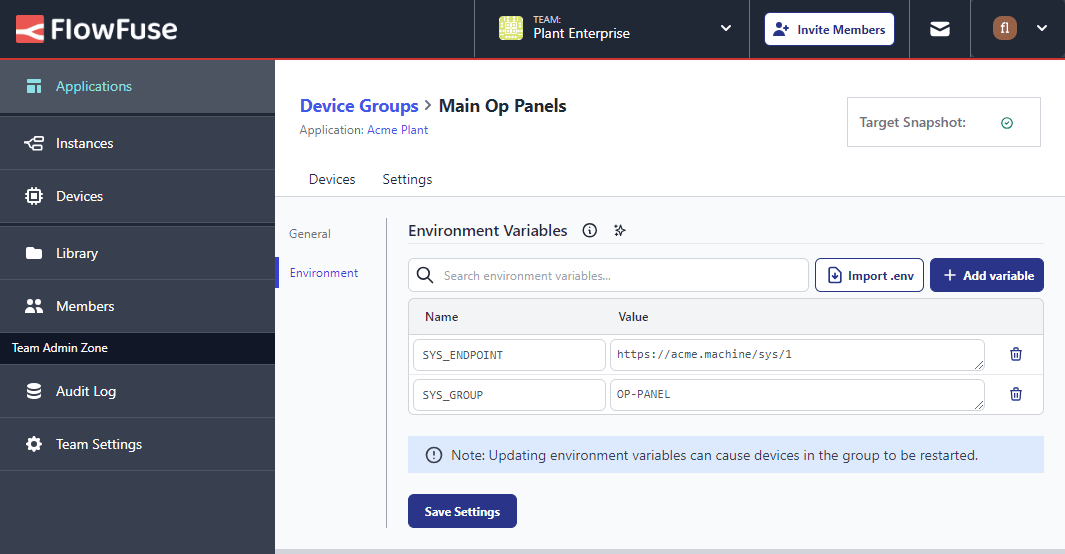 FlowFuse
TEAM:
Plant Enterprise
Invite Members
fl
Applications
Instances
Devices
Library
Members
Team Admin Zone
Audit Log
Team Settings
Device Groups > Main Op Panels
Application: Acme Plant
Target Snapshot:
Devices
Settings
General
Environment
Environment Variables
Search environment variables...
Import .env
+ Add variable
Name
Value
SYS_ENDPOINT
https://acme.machine/sys/1
SYS_GROUP
OP-PANEL
Note: Updating environment variables can cause devices in the group to be restarted.
Save Settings